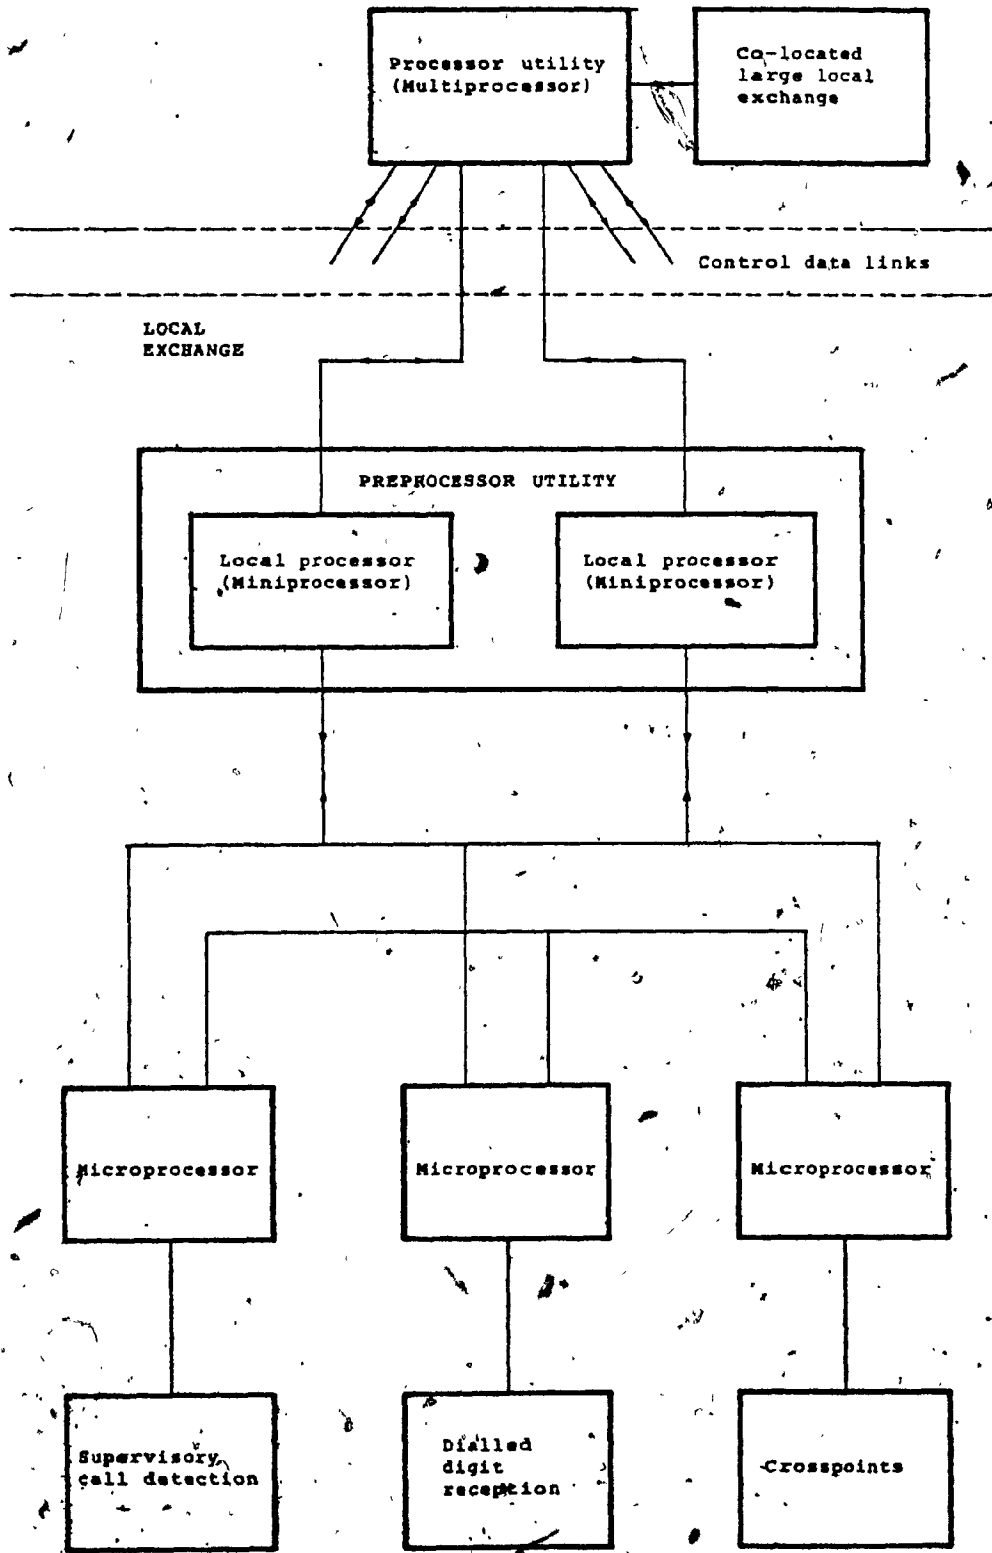 Processor utility
(Multiprocessor)
Co-located
large local
exchange
Control data links
LOCAL
EXCHANGE
PREPROCESSOR UTILITY
Local processor
(Miniprocessor)
Local processor
(Miniprocessor)
Microprocessor
Microprocessor
Microprocessor
Supervisory
call detection
Dialled
digit
reception
Crosspoints